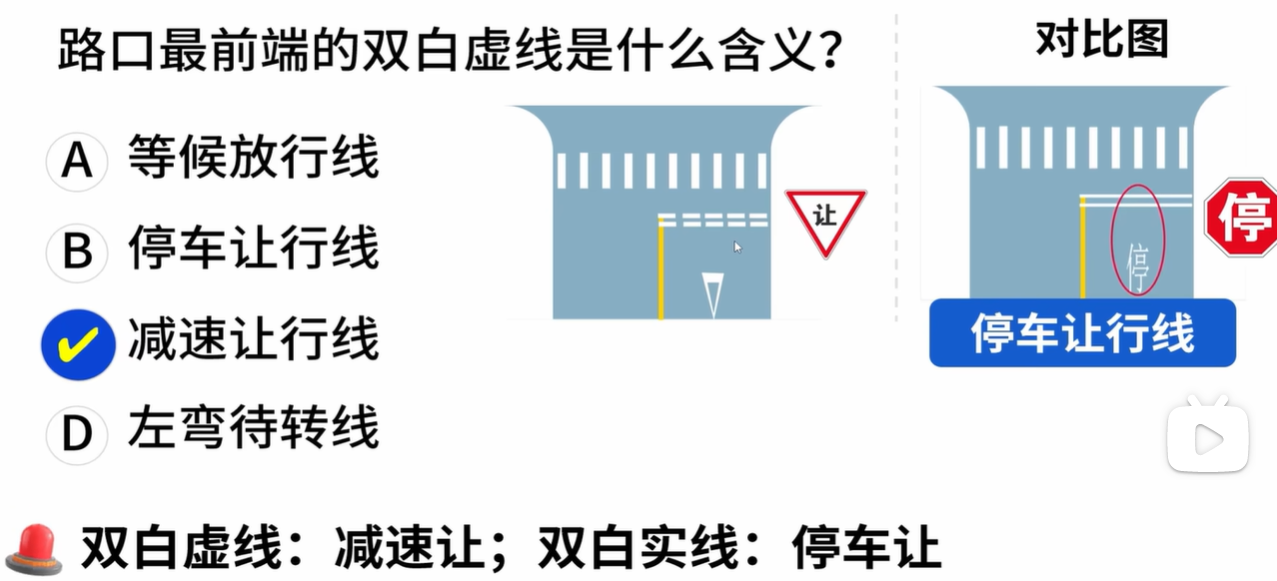 路口最前端的双白虚线是什么含义？
A 等候放行线
B 停车让行线
减速让行线
D 左弯待转线
让
对比图
停
停
停车让行线
双白虚线：减速让；双白实线：停车让